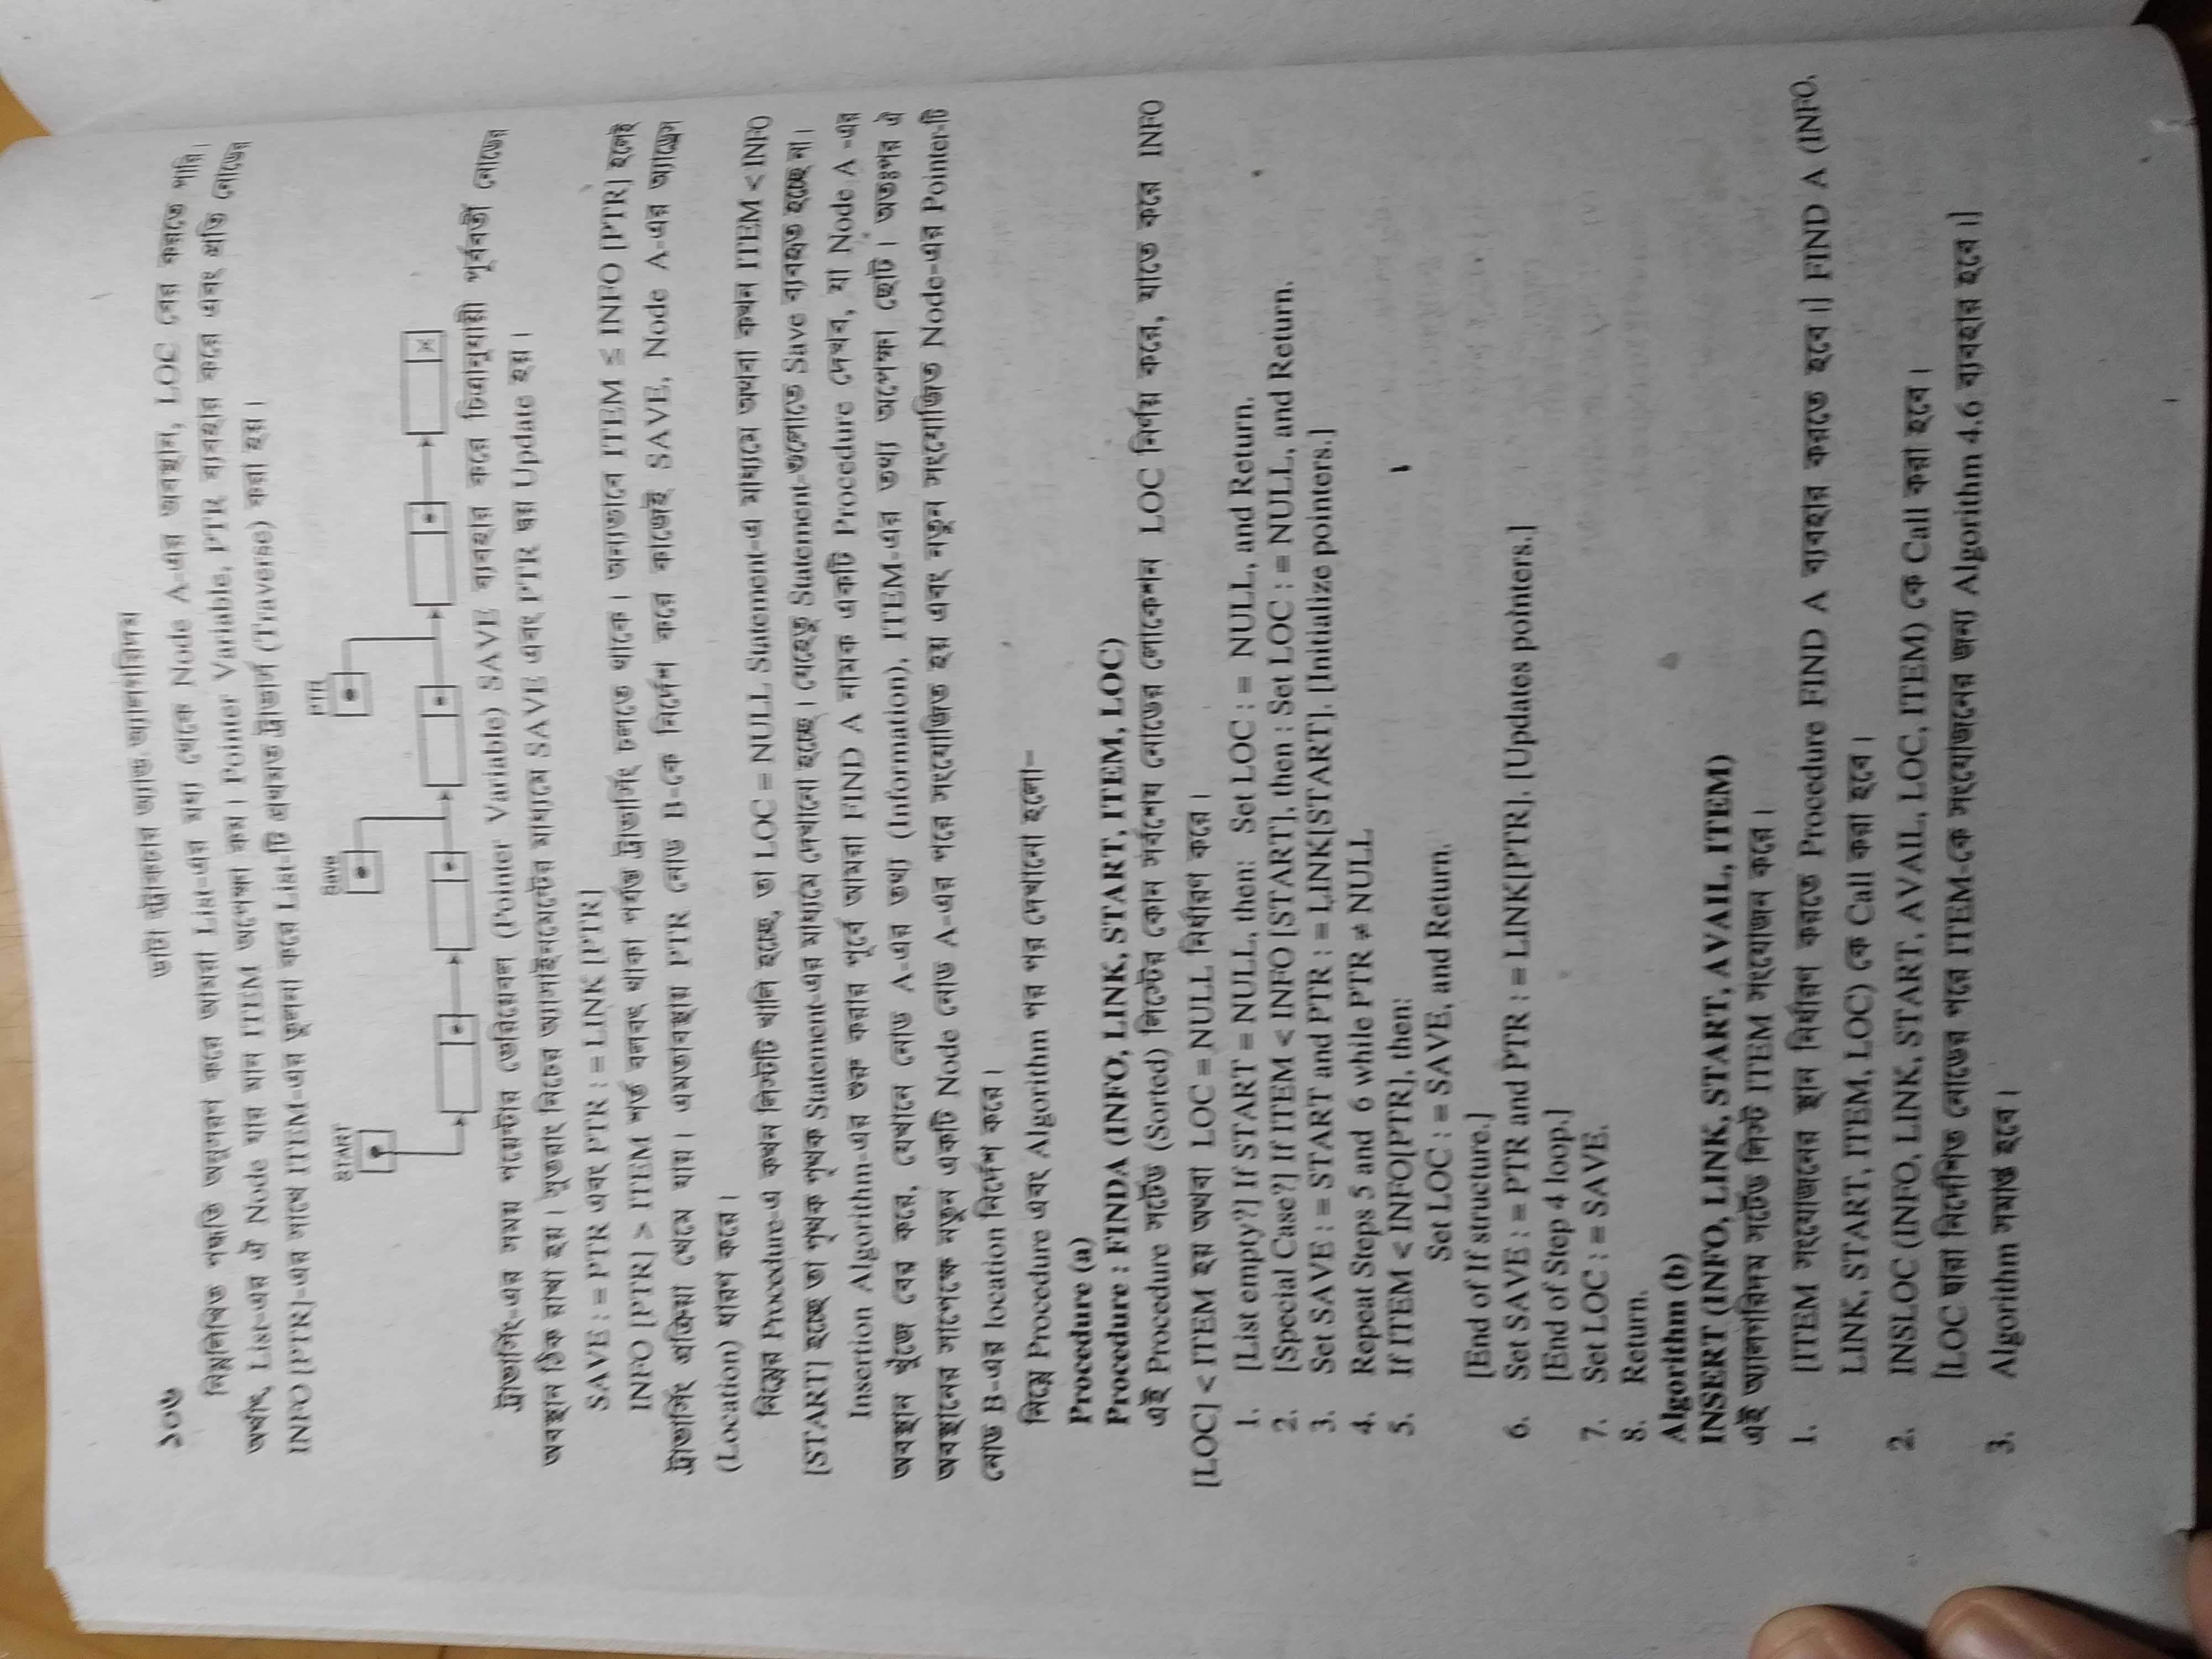 ১০৬
ডাটা স্ট্রাকচার অ্যান্ড অ্যালগরিদম
নিম্নলিখিত পদ্ধতি অনুসরণ করে আমরা List-এর মধ্য থেকে Node A-এর অবস্থান, LOC বের করতে পারি।
অর্থাৎ, List-এর ঐ Node যার মান ITEM অপেক্ষা কম। Pointer Variable, PTR ব্যবহার করে এবং প্রতি নোডের
INFO [PTR]-এর সাথে ITEM-এর তুলনা করে List-টি প্রথমত ট্রাভার্স (Traverse) করা হয়।
START
Save
PTR
ট্রাভার্সিং-এর সময় পয়েন্টার ভেরিয়েবল (Pointer Variable) SAVE ব্যবহার করে চিত্রানুযায়ী পূর্ববর্তী নোডের
অবস্থান ঠিক রাখা হয়। সুতরাং নিচের অ্যাসাইনমেন্টের মাধ্যমে SAVE এবং PTR দ্বয় Update হয়।
SAVE : = PTR এবং PTR : = LINK [PTR]
INFO [PTR] > ITEM শর্ত বলবৎ থাকা পর্যন্ত ট্রাভার্সিং চলতে থাকে। অন্যভাবে ITEM ≤ INFO [PTR] হলেই
ট্রাভার্সিং প্রক্রিয়া থেমে যায়। এমতাবস্থায় PTR নোড B-কে নির্দেশ করে কাজেই SAVE, Node A-এর অ্যাড্রেস
(Location) ধারণ করে।
নিম্নের Procedure-এ কখন লিস্টটি খালি হচ্ছে, তা LOC = NULL Statement-এ মাধ্যমে অথবা কখন ITEM < INFO
[START] হচ্ছে তা পৃথক পৃথক Statement-এর মাধ্যমে দেখানো হচ্ছে। যেহেতু Statement-গুলোতে Save ব্যবহৃত হচ্ছে না।
Insertion Algorithm-এর শুরু করার পূর্বে আমরা FIND A নামক একটি Procedure দেখব, যা Node A -এর
অবস্থান খুঁজে বের করে, যেখানে নোড A-এর তথ্য (Information), ITEM-এর তথ্য অপেক্ষা ছোট। অতঃপর ঐ
অবস্থানের সাপেক্ষে নতুন একটি Node নোড A-এর পরে সংযোজিত হয় এবং নতুন সংযোজিত Node-এর Pointer-টি
নোড B-এর location নির্দেশ করে।
নিম্নে Procedure এবং Algorithm পর পর দেখানো হলো–
Procedure (a)
Procedure : FINDA (INFO, LINK, START, ITEM, LOC)
এই Procedure সর্টেড (Sorted) লিস্টের কোন সর্বশেষ নোডের লোকেশন LOC নির্ণয় করে, যাতে করে INFO
[LOC] < ITEM হয় অথবা LOC = NULL নির্ধারণ করে।
1. [List empty?] If START = NULL, then: Set LOC : = NULL, and Return.
2. [Special Case?] If ITEM < INFO [START], then : Set LOC : = NULL, and Return.
3. Set SAVE : = START and PTR : = LINK[START]. [Initialize pointers.]
4. Repeat Steps 5 and 6 while PTR ≠ NULL
5. If ITEM < INFO[PTR], then:
Set LOC : = SAVE, and Return.
[End of If structure.]
6. Set SAVE : = PTR and PTR : = LINK[PTR]. [Updates pointers.]
[End of Step 4 loop.]
7. Set LOC : = SAVE.
8. Return.
Algorithm (b)
INSERT (INFO, LINK, START, AVAIL, ITEM)
এই অ্যালগরিদম সর্টেড লিস্ট ITEM সংযোজন করে।
1. [ITEM সংযোজনের স্থান নির্ধারণ করতে Procedure FIND A ব্যবহার করতে হবে।] FIND A (INFO,
LINK, START, ITEM, LOC) কে Call করা হবে।
2. INSLOC (INFO, LINK, START, AVAIL, LOC, ITEM) কে Call করা হবে।
[LOC দ্বারা নির্দেশিত নোডের পরে ITEM-কে সংযোজনের জন্য Algorithm 4.6 ব্যবহার হবে।]
3. Algorithm সমাপ্ত হবে।